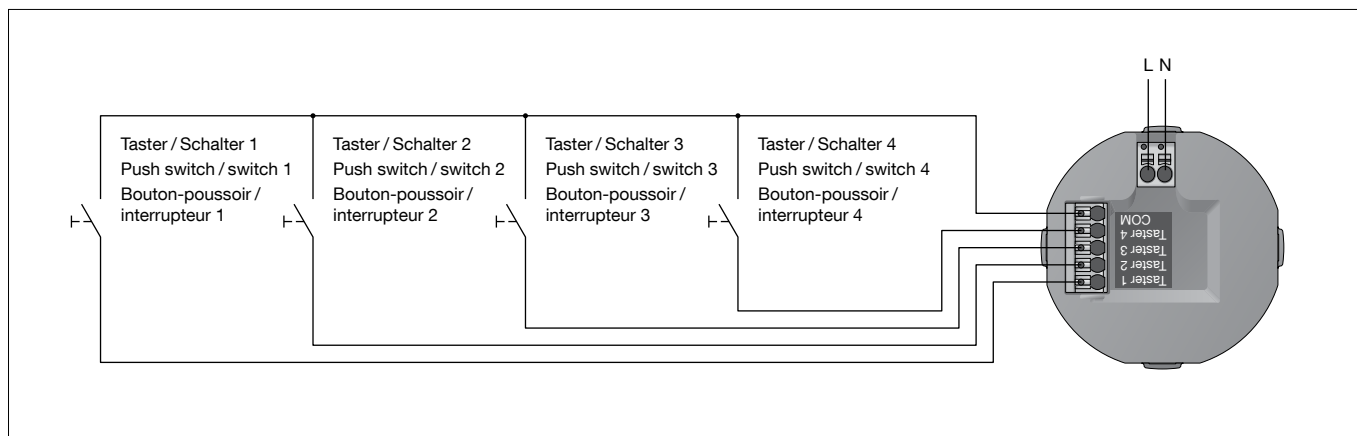 L N
Taster / Schalter 1
Push switch / switch 1
Bouton-poussoir /
interrupteur 1
Taster / Schalter 2
Push switch / switch 2
Bouton-poussoir /
interrupteur 2
Taster / Schalter 3
Push switch / switch 3
Bouton-poussoir /
interrupteur 3
Taster / Schalter 4
Push switch / switch 4
Bouton-poussoir /
interrupteur 4
COM
Taster 4
Taster 3
Taster 2
Taster 1